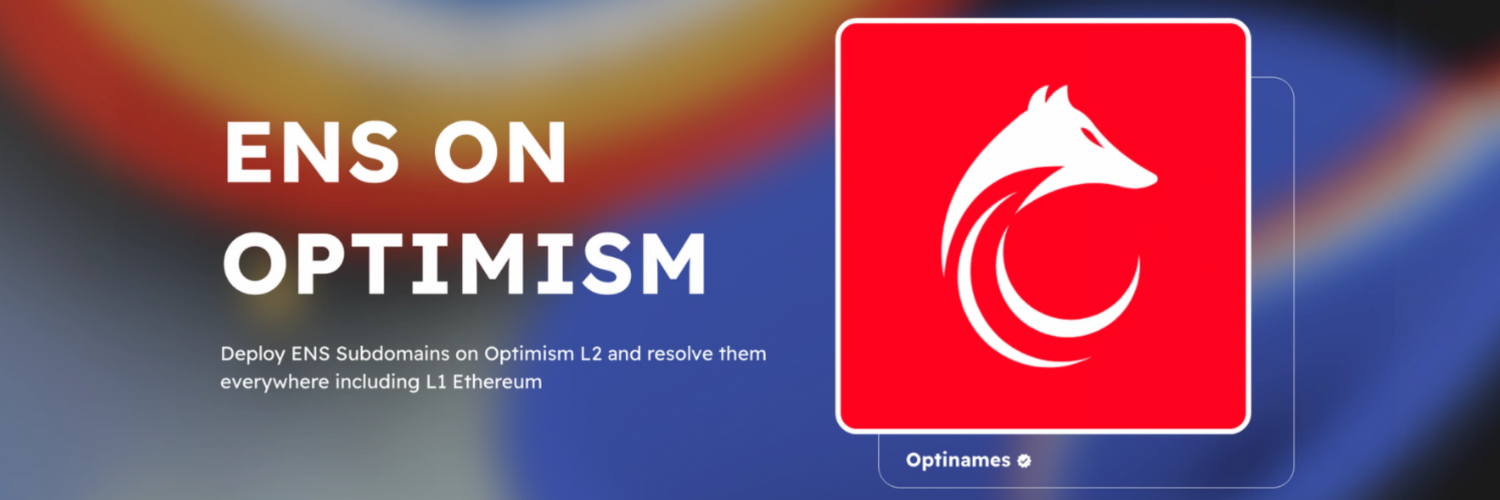 ENS ON
OPTIMISM
Deploy ENS Subdomains on Optimism L2 and resolve them
everywhere including L1 Ethereum
Optinames